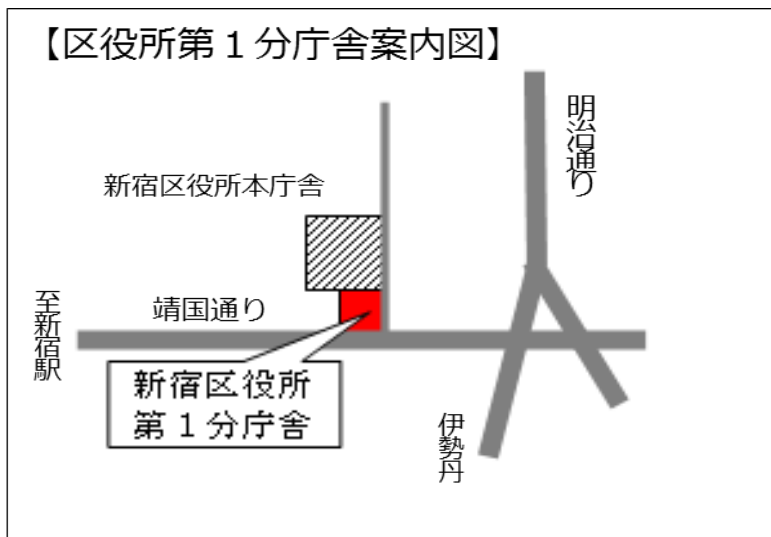 【区役所第１分庁舎案内図】
明治通り
新宿区役所本庁舎
靖国通り
至新宿駅
新宿区役所
第１分庁舎
伊勢丹